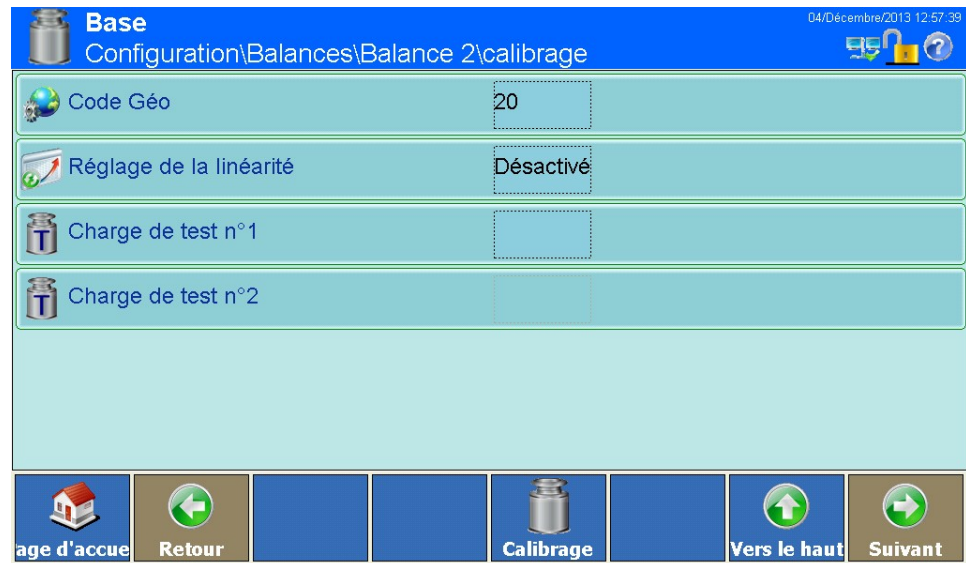 Base
04/Décembre/2013 12:57:39
Configuration\Balances\Balance 2\calibrage
Code Géo 20
Réglage de la linéarité Désactivé
Charge de test n°1
T
Charge de test n°2
T
age d'accue Retour Calibrage Vers le haut Suivant